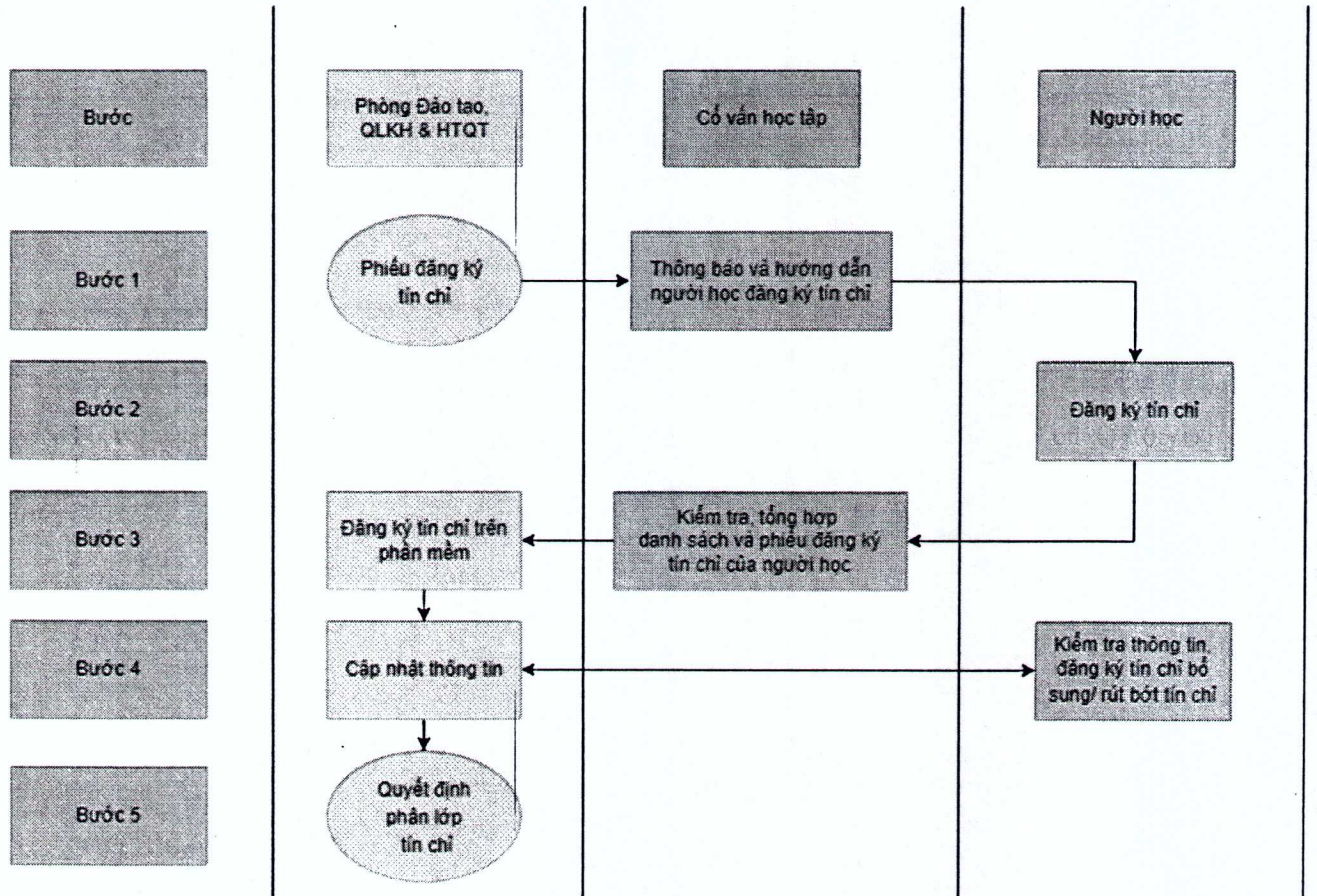 Bước
Phòng Đào tạo,
QLKH & HTQT
Cố vấn học tập
Người học
Bước 1
Phiếu đăng ký
tín chỉ
Thông báo và hướng dẫn
người học đăng ký tín chỉ
Bước 2
Đăng ký tín chỉ
Bước 3
Đăng ký tín chỉ trên
phần mềm
Kiểm tra, tổng hợp
danh sách và phiếu đăng ký
tín chỉ của người học
Bước 4
Cập nhật thông tin
Kiểm tra thông tin,
đăng ký tín chỉ bổ
sung/ rút bớt tín chỉ
Bước 5
Quyết định
phân lớp
tín chỉ